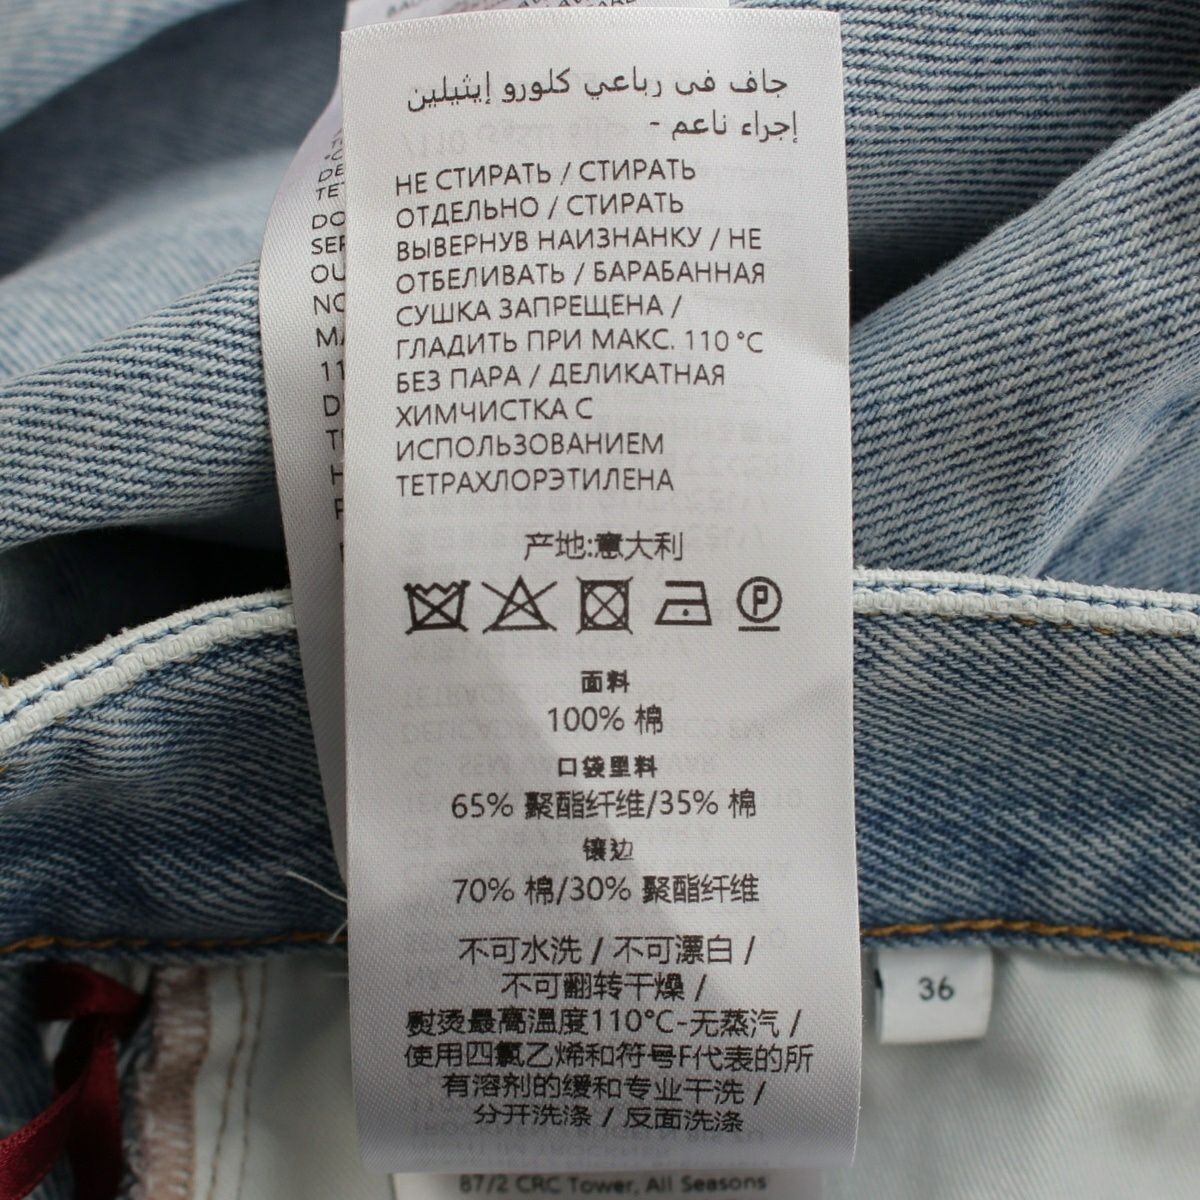 جاف فى رباعي كلورو إيثيلين
إجراء ناعم -
НЕ СТИРАТЬ / СТИРАТЬ
ОТДЕЛЬНО / СТИРАТЬ
ВЫВЕРНУВ НАИЗНАНКУ / НЕ
ОТБЕЛИВАТЬ / БАРАБАННАЯ
СУШКА ЗАПРЕЩЕНА /
ГЛАДИТЬ ПРИ МАКС. 110 °C
БЕЗ ПАРА / ДЕЛИКАТНАЯ
ХИМЧИСТКА С
ИСПОЛЬЗОВАНИЕМ
ТЕТРАХЛОРЭТИЛЕНА
产地:意大利
P
面料
100% 棉
口袋里料
65% 聚酯纤维/35% 棉
镶边
70% 棉/30% 聚酯纤维
不可水洗 / 不可漂白 /
不可翻转干燥 /
熨烫最高温度110°C-无蒸汽 /
使用四氯乙烯和符号F代表的所
有溶剂的缓和专业干洗 /
分开洗涤 / 反面洗涤
36
87/2 CRC Tower, All Seasons